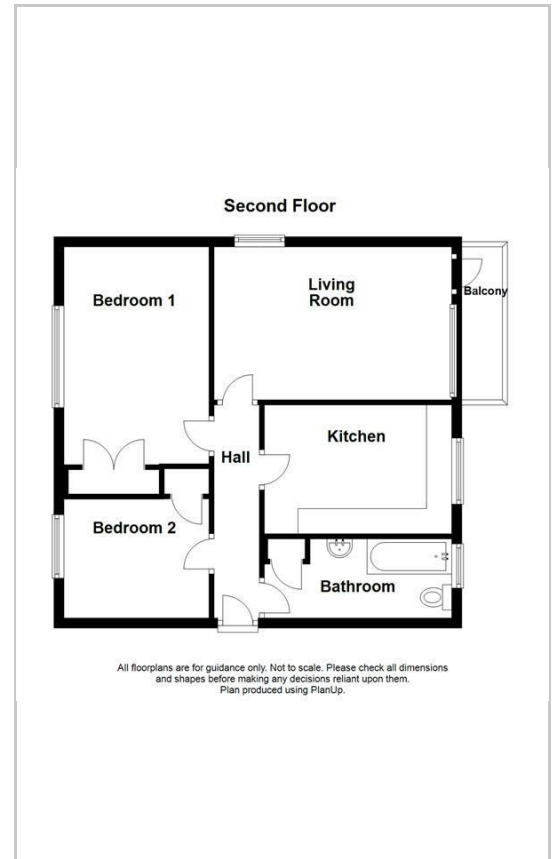 Second Floor
Bedroom 1
Living
Room
Balcony
Kitchen
Hall
Bedroom 2
Bathroom
All floorplans are for guidance only. Not to scale. Please check all dimensions
and shapes before making any decisions reliant upon them.
Plan produced using PlanUp.